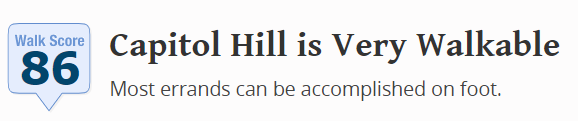 Walk Score
86
Capitol Hill is Very Walkable
Most errands can be accomplished on foot.